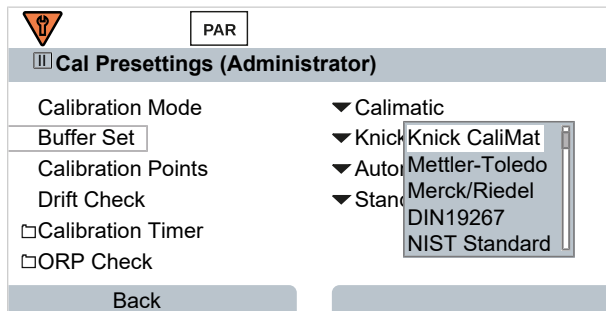 PAR
Cal Presettings (Administrator)
Calibration Mode Calimatic
Buffer Set Knick Knick CaliMat
Mettler-Toledo
Calibration Points Autor
Merck/Riedel
Drift Check Stand
DIN19267
Calibration Timer
NIST Standard
ORP Check
Back